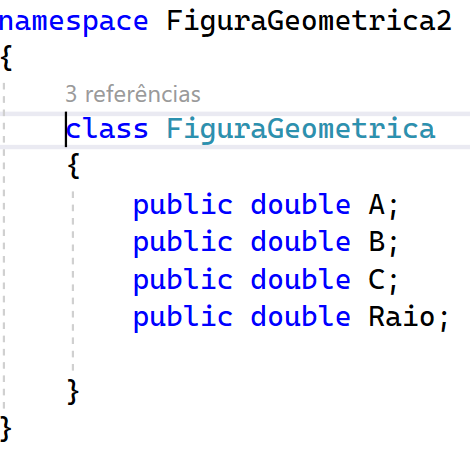 namespace FiguraGeometrica2
{
3 referências
class FiguraGeometrica
{
public double A;
public double B;
public double C;
public double Raio;
}
}